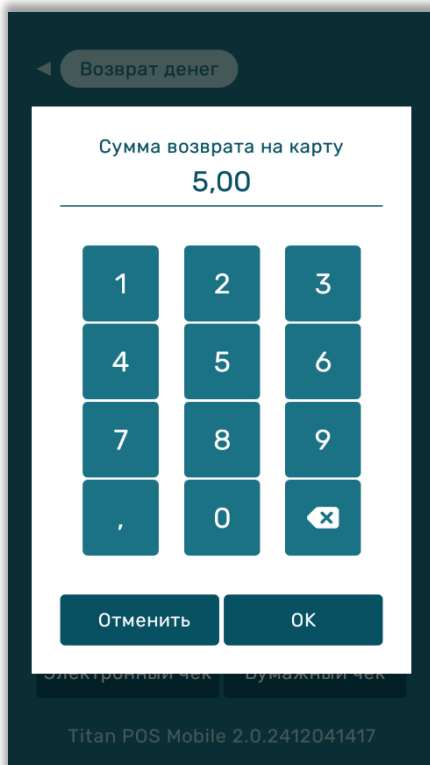 Возврат денег
Сумма возврата на карту
5,00
1 2 3
4 5 6
7 8 9
, 0
Отменить OK
Электронный чек Бумажный чек
Titan POS Mobile 2.0.2412041417